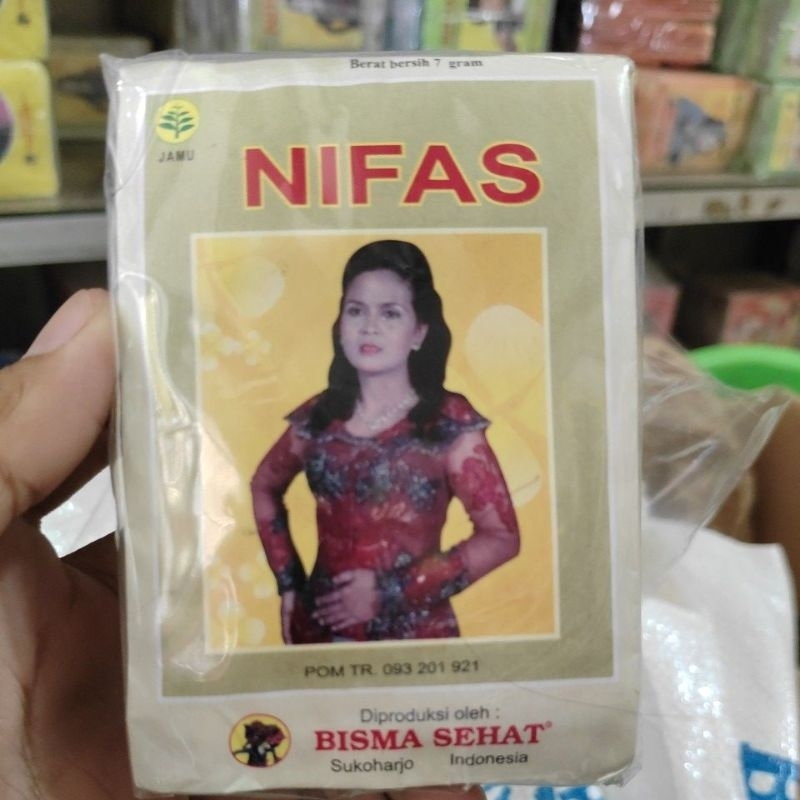 Berat bersih 7 gram
JAMU
NIFAS
POM TR. 093 201 921
Diproduksi oleh :
BISMA SEHAT®
Sukoharjo Indonesia